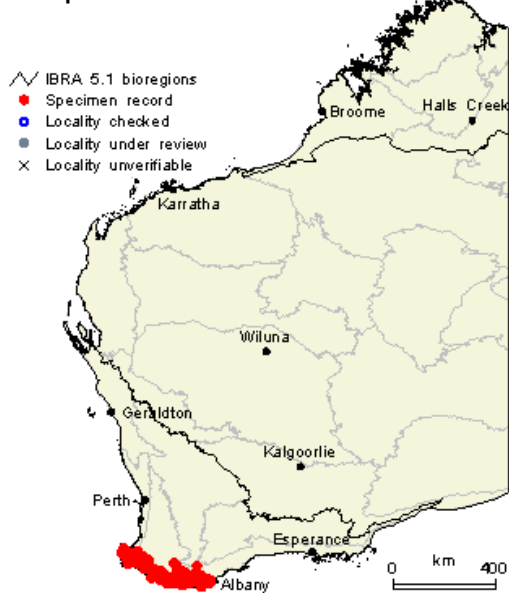 IBRA 5.1 bioregions
Specimen record
Locality checked
Locality under review
Locality unverifiable
Broome
Halls Creek
Karratha
Wiluna
Geraldton
Kalgoorlie
Perth
Esperance
Albany
km
0 400